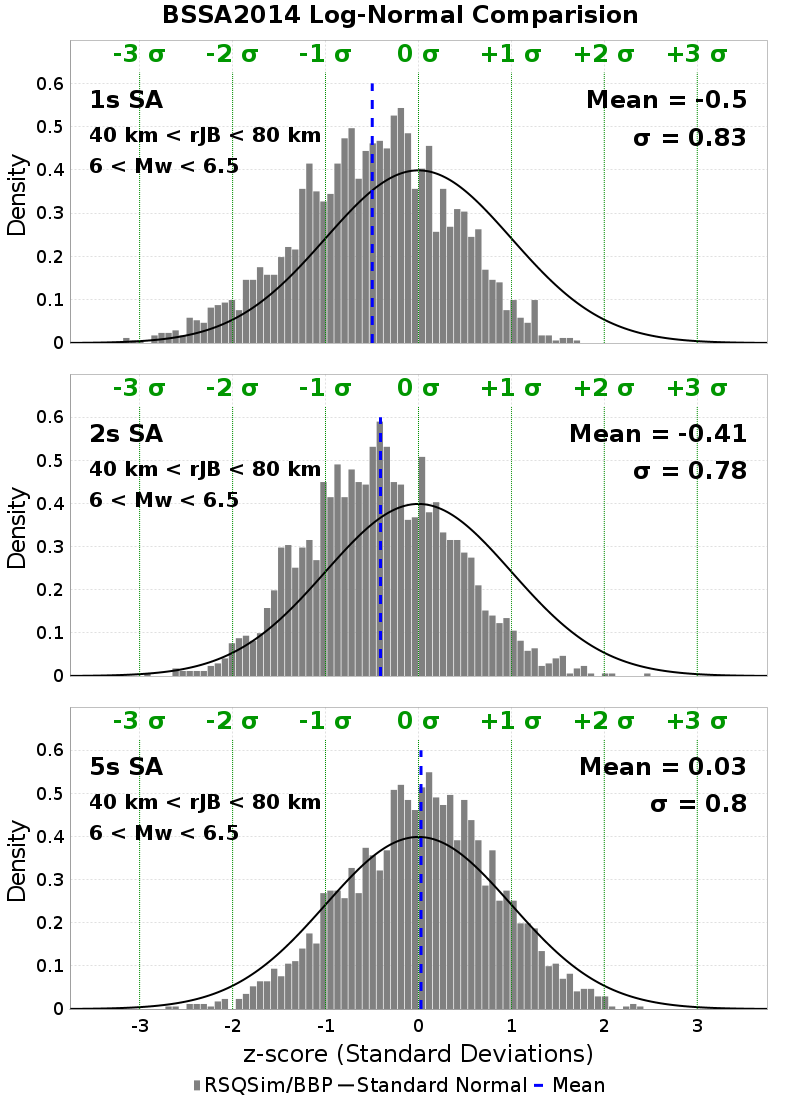 BSSA2014 Log-Normal Comparision
-3 σ -2 σ -1 σ 0 σ +1 σ +2 σ +3 σ
0.6
1s SA
Mean = -0.5
0.5
40 km < rJB < 80 km
σ = 0.83
0.4
6 < Mw < 6.5
Density
0.3
0.2
0.1
0
-3 σ -2 σ -1 σ 0 σ +1 σ +2 σ +3 σ
0.6
2s SA
Mean = -0.41
0.5
40 km < rJB < 80 km
σ = 0.78
0.4
6 < Mw < 6.5
Density
0.3
0.2
0.1
0
-3 σ -2 σ -1 σ 0 σ +1 σ +2 σ +3 σ
0.6
5s SA
Mean = 0.03
0.5
40 km < rJB < 80 km
σ = 0.8
0.4
6 < Mw < 6.5
Density
0.3
0.2
0.1
0
-3 -2 -1 0 1 2 3
z-score (Standard Deviations)
RSQSim/BBP Standard Normal Mean